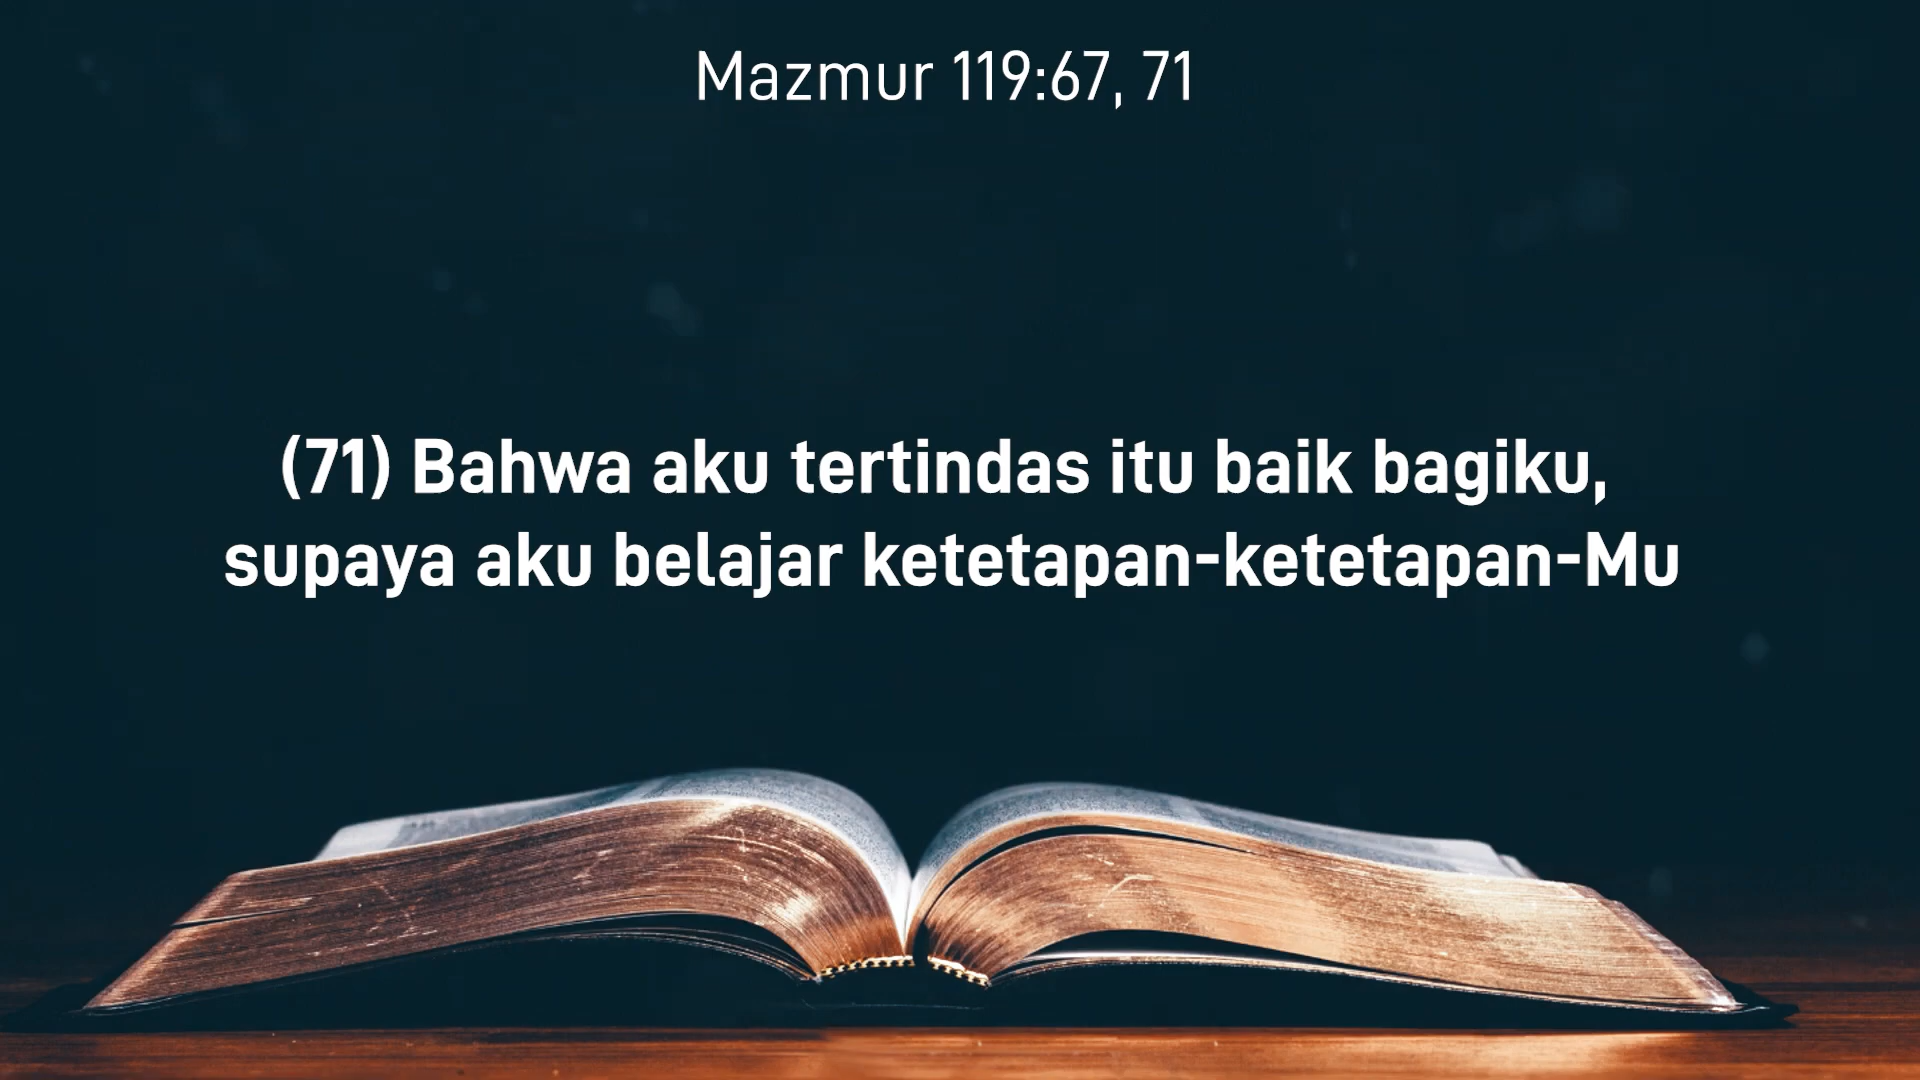 Mazmur 119:67, 71
(71) Bahwa aku tertindas itu baik bagiku,
supaya aku belajar ketetapan-ketetapan-Mu